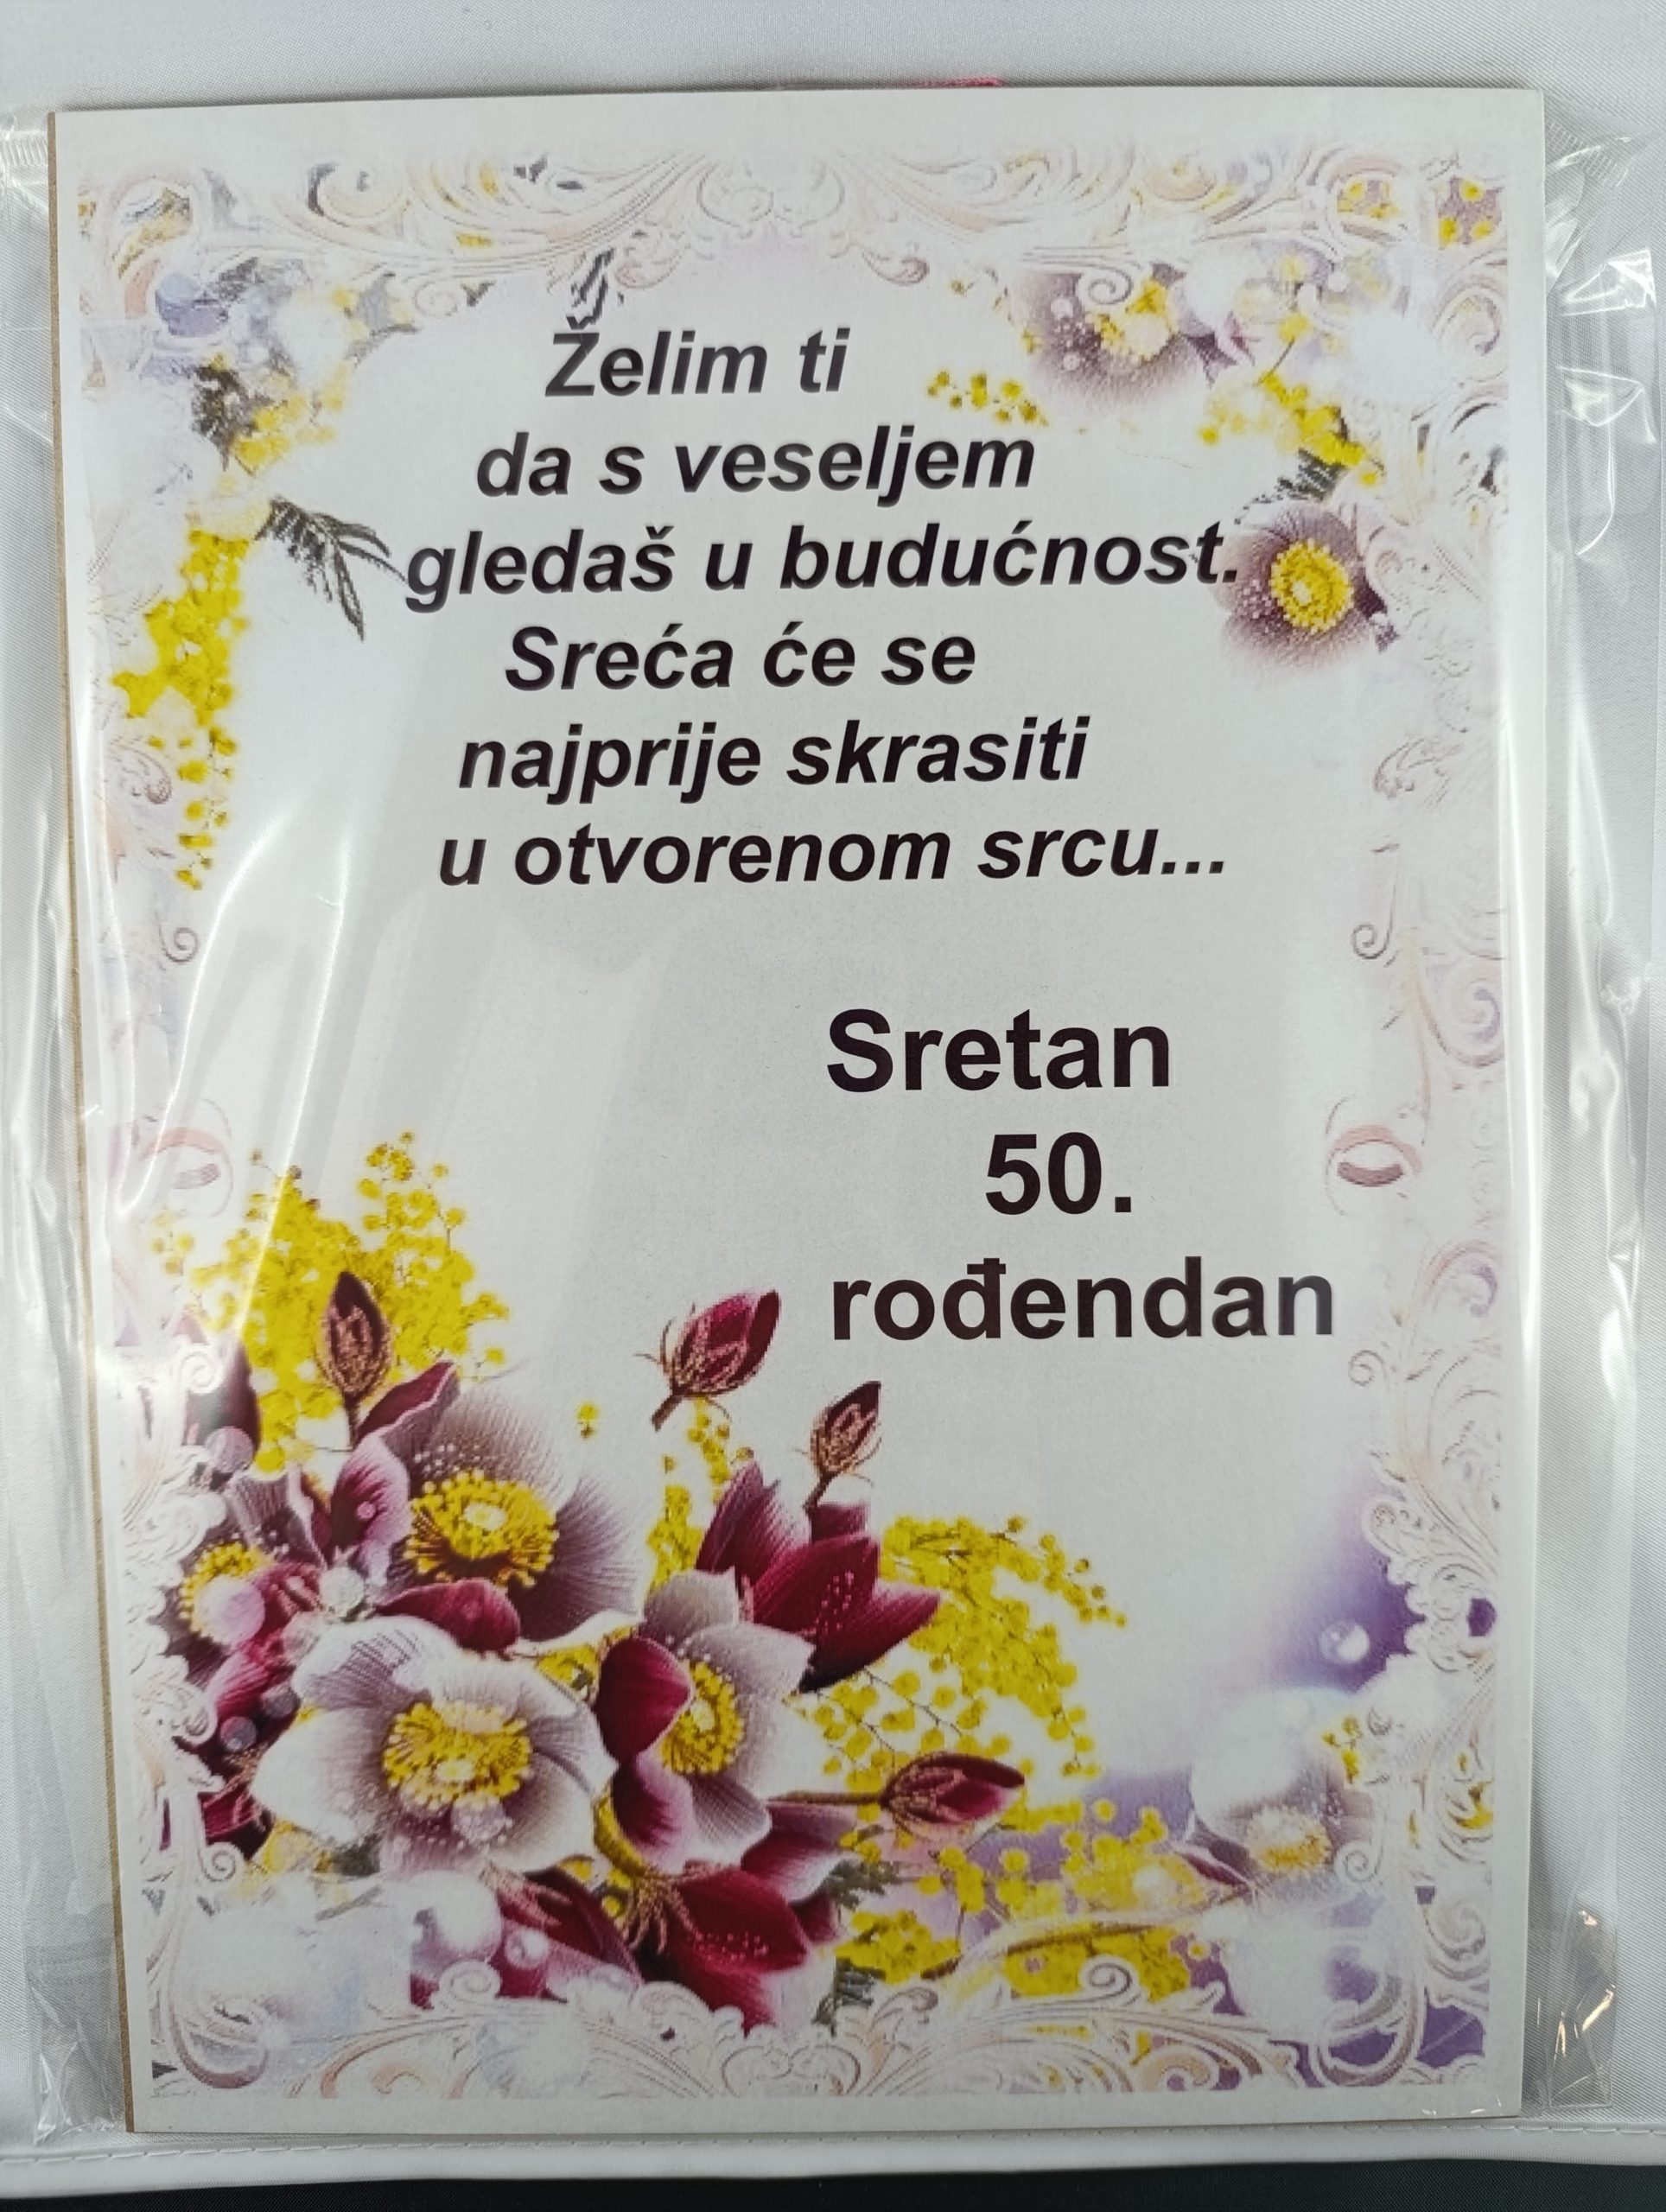 Želim ti
da s veseljem
gledaš u budućnost.
Sreća će se
najprije skrasiti
u otvorenom srcu...
Sretan
50.
rođendan